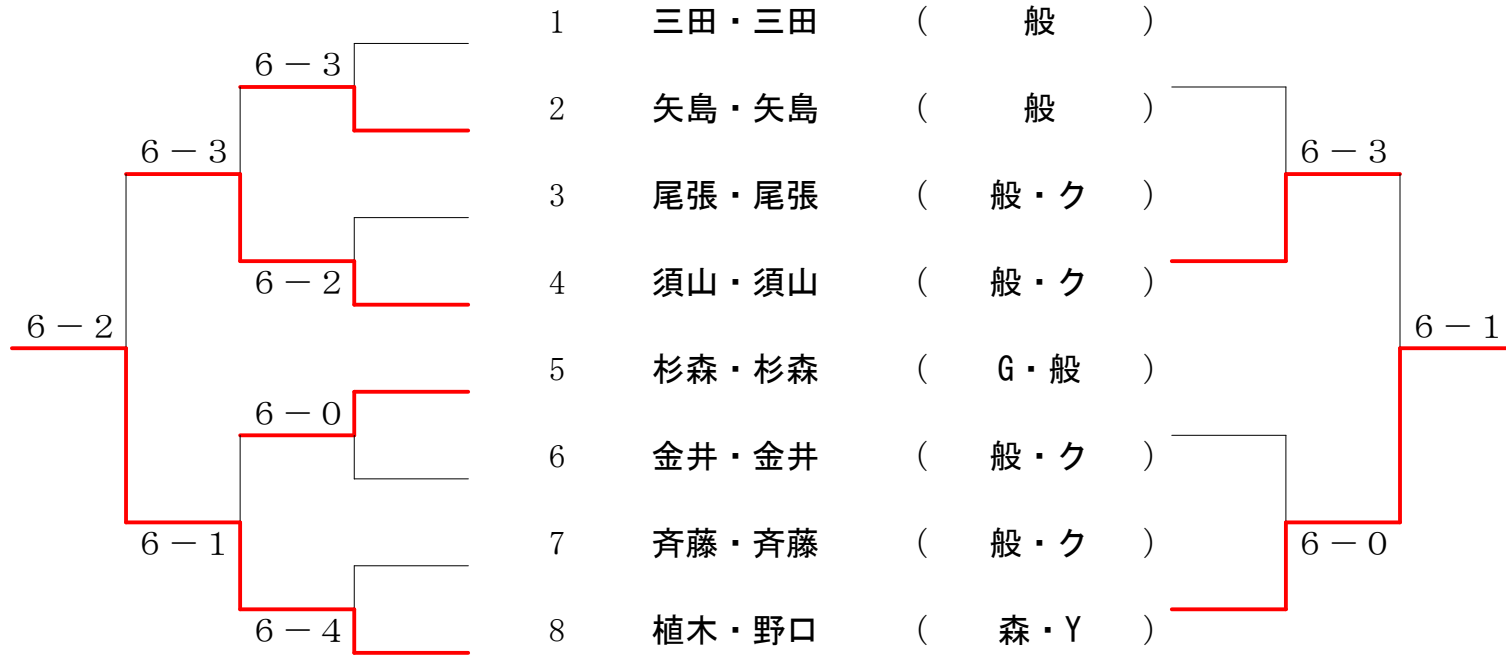 1 三田・三田 ( 般 )
6－3
2 矢島・矢島 ( 般 )
6－3 6－3
3 尾張・尾張 ( 般・ク )
6－2 4 須山・須山 ( 般・ク )
6－2 6－1
5 杉森・杉森 ( G・般 )
6－0
6 金井・金井 ( 般・ク )
6－1 7 斉藤・斉藤 ( 般・ク ) 6－0
6－4 8 植木・野口 ( 森・Y )